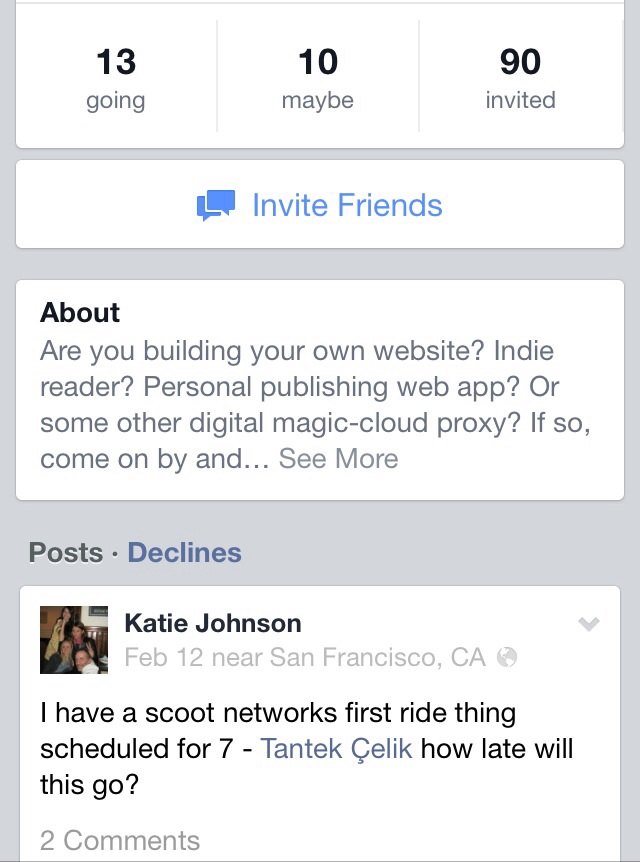 13 10 90
going maybe invited
Invite Friends
About
Are you building your own website? Indie
reader? Personal publishing web app? Or
some other digital magic-cloud proxy? If so,
come on by and… See More
Posts · Declines
Katie Johnson
Feb 12 near San Francisco, CA
I have a scoot networks first ride thing
scheduled for 7 - Tantek Çelik how late will
this go?
2 Comments